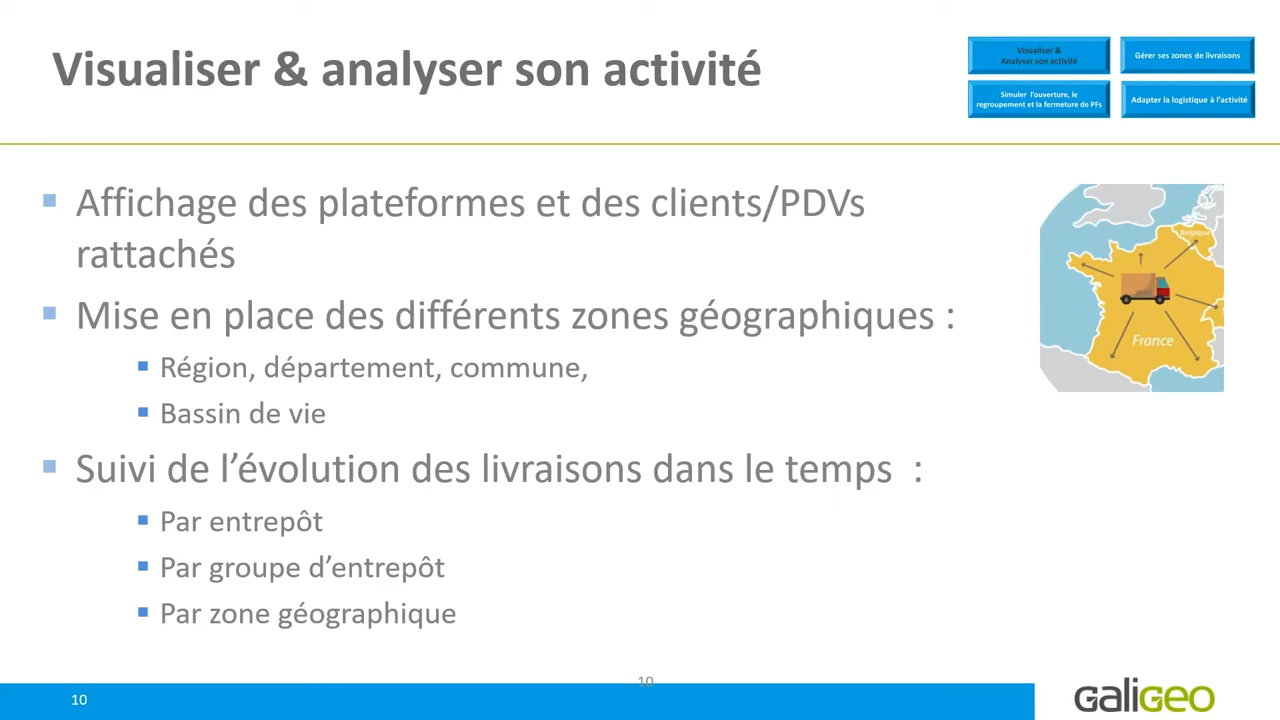 Visualiser & analyser son activité
Visualiser &
Analyser son activité
Gérer ses zones de livraisons
Simuler l'ouverture, le
regroupement et la fermeture de PFs
Adapter la logistique à l'activité
Affichage des plateformes et des clients/PDVs
rattachés
Mise en place des différents zones géographiques :
Région, département, commune,
Bassin de vie
Suivi de l'évolution des livraisons dans le temps :
Par entrepôt
Par groupe d'entrepôt
Par zone géographique
Belgique
France
10
10
GALIGEO